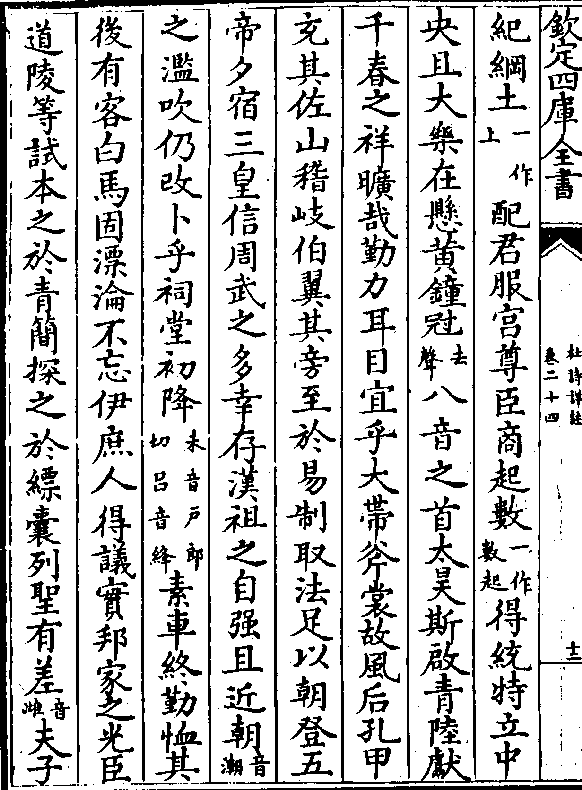 欽定四庫全書
杜詩詳註
卷二十四
紀綱土一作上配君服宫尊臣商起數一作數起得統特立中
央且大樂在懸黃鐘冠去聲八音之首太昊斯啟青陸獻
千春之祥曠哉勤力耳目宜乎大帶斧裳故風后孔甲
充其佐山稽岐伯翼其旁至於易制取法足以朝登五
帝夕宿三皇信周武之多幸存漢祖之自强且近朝音潮
之濫吹仍改卜乎祠堂初降朱音戶郎切吕音絳素車終勤恤其
後有客白馬固漂淪不忘伊庶人得議實邦家之光臣
道陵等試本之於青簡探之於縹囊列聖有差音雌夫子